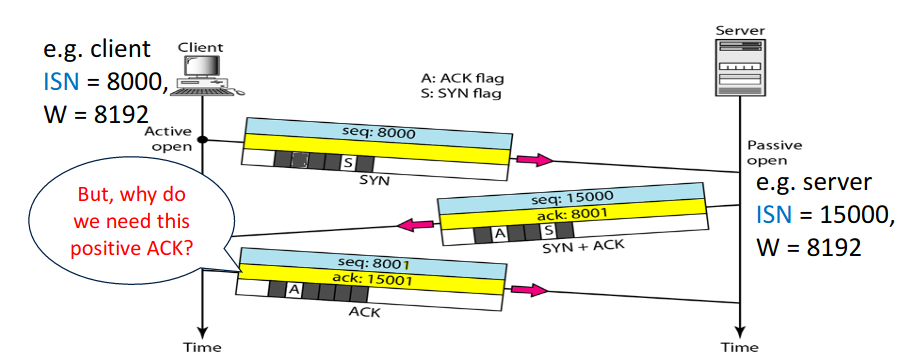 e.g. client
ISN = 8000,
W = 8192
Client
Server
A: ACK flag
S: SYN flag
Active
open
seq: 8000
S
SYN
Passive
open
e.g. server
ISN = 15000,
W = 8192
seq: 15000
ack: 8001
A S
SYN + ACK
But, why do
we need this
positive ACK?
seq: 8001
ack: 15001
A
ACK
Time
Time